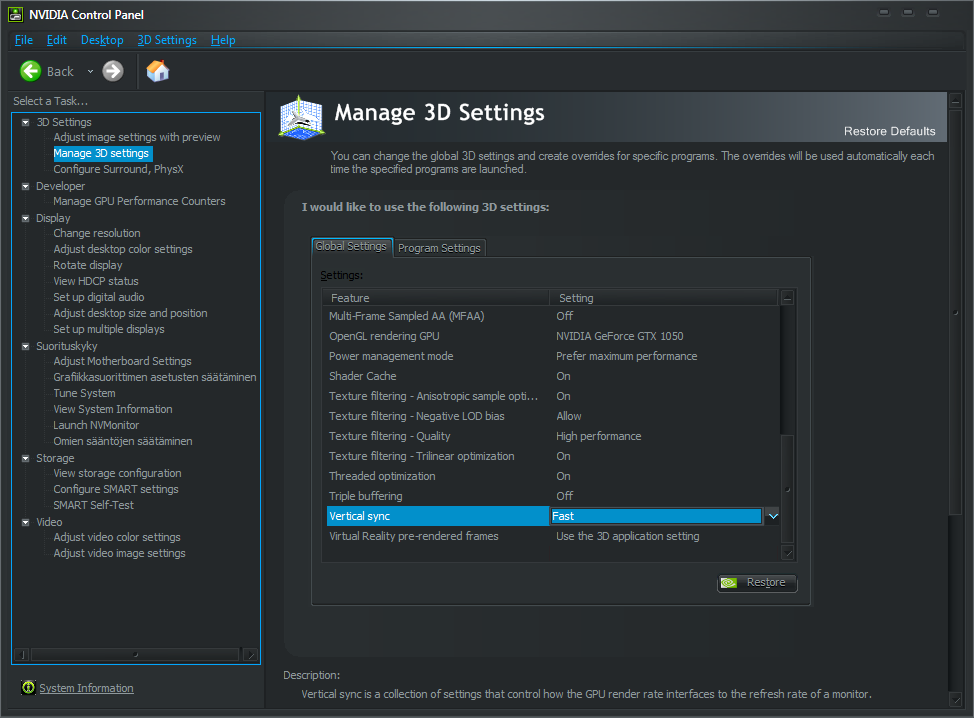 NVIDIA Control Panel
File Edit Desktop 3D Settings Help
Back
Select a Task...
3D Settings
Adjust image settings with preview
Manage 3D settings
Configure Surround, PhysX
Developer
Manage GPU Performance Counters
Display
Change resolution
Adjust desktop color settings
Rotate display
View HDCP status
Set up digital audio
Adjust desktop size and position
Set up multiple displays
Suorituskyky
Adjust Motherboard Settings
Grafiikkasuorittimen asetusten säätäminen
Tune System
View System Information
Launch NVMonitor
Omien sääntöjen säätäminen
Storage
View storage configuration
Configure SMART settings
SMART Self-Test
Video
Adjust video color settings
Adjust video image settings
System Information
Manage 3D Settings
Restore Defaults
You can change the global 3D settings and create overrides for specific programs. The overrides will be used automatically each
time the specified programs are launched.
I would like to use the following 3D settings:
Global Settings Program Settings
Settings:
Feature Setting
Multi-Frame Sampled AA (MFAA) Off
OpenGL rendering GPU NVIDIA GeForce GTX 1050
Power management mode Prefer maximum performance
Shader Cache On
Texture filtering - Anisotropic sample opti... On
Texture filtering - Negative LOD bias Allow
Texture filtering - Quality High performance
Texture filtering - Trilinear optimization On
Threaded optimization On
Triple buffering Off
Vertical sync Fast
Virtual Reality pre-rendered frames Use the 3D application setting
Restore
Description:
Vertical sync is a collection of settings that control how the GPU render rate interfaces to the refresh rate of a monitor.